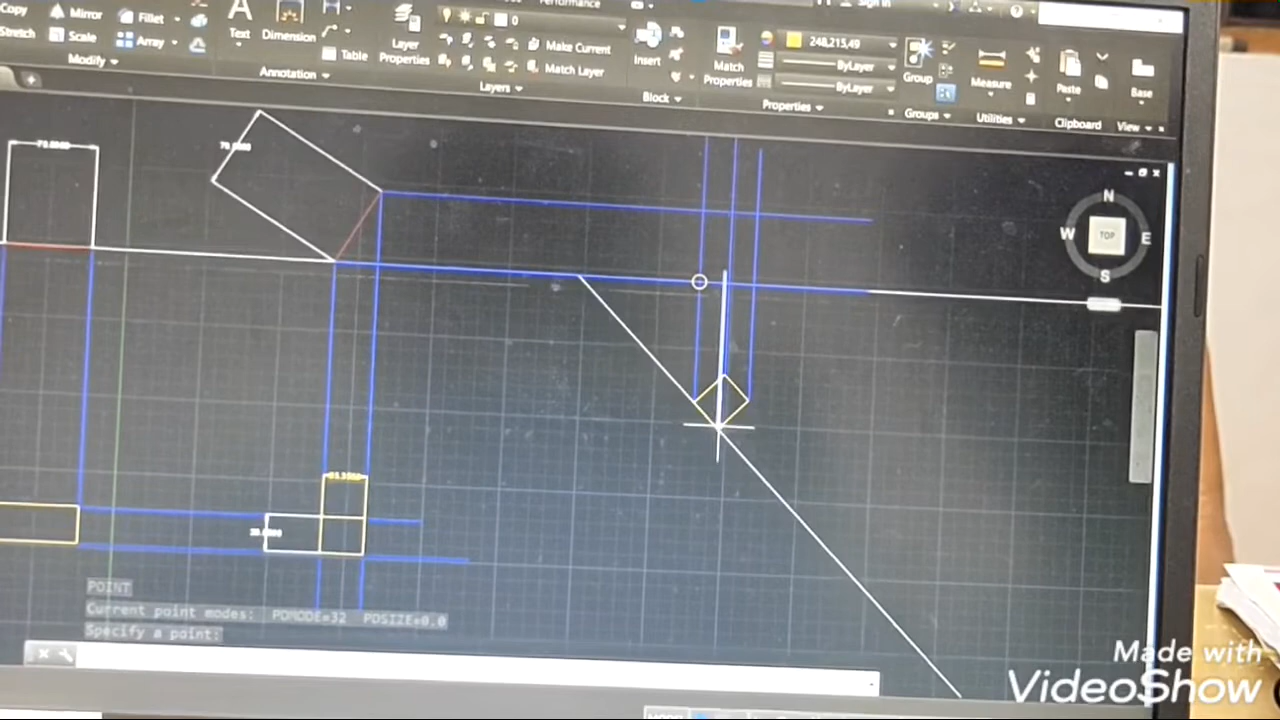 Copy
Mirror
Fillet
Stretch
Scale
Array
Modify
A
Text
Dimension
Table
Annotation
Layer Properties
0
Make Current
Match Layer
Layers
Insert
Block
Match Properties
248,215,49
ByLayer
ByLayer
Properties
Group
Groups
Measure
Utilities
Paste
Clipboard
Base
View
N
W TOP E
S
POINT
Current point modes: PDMODE=32 PDSIZE=0.0
Specify a point:
Made with
VideoShow